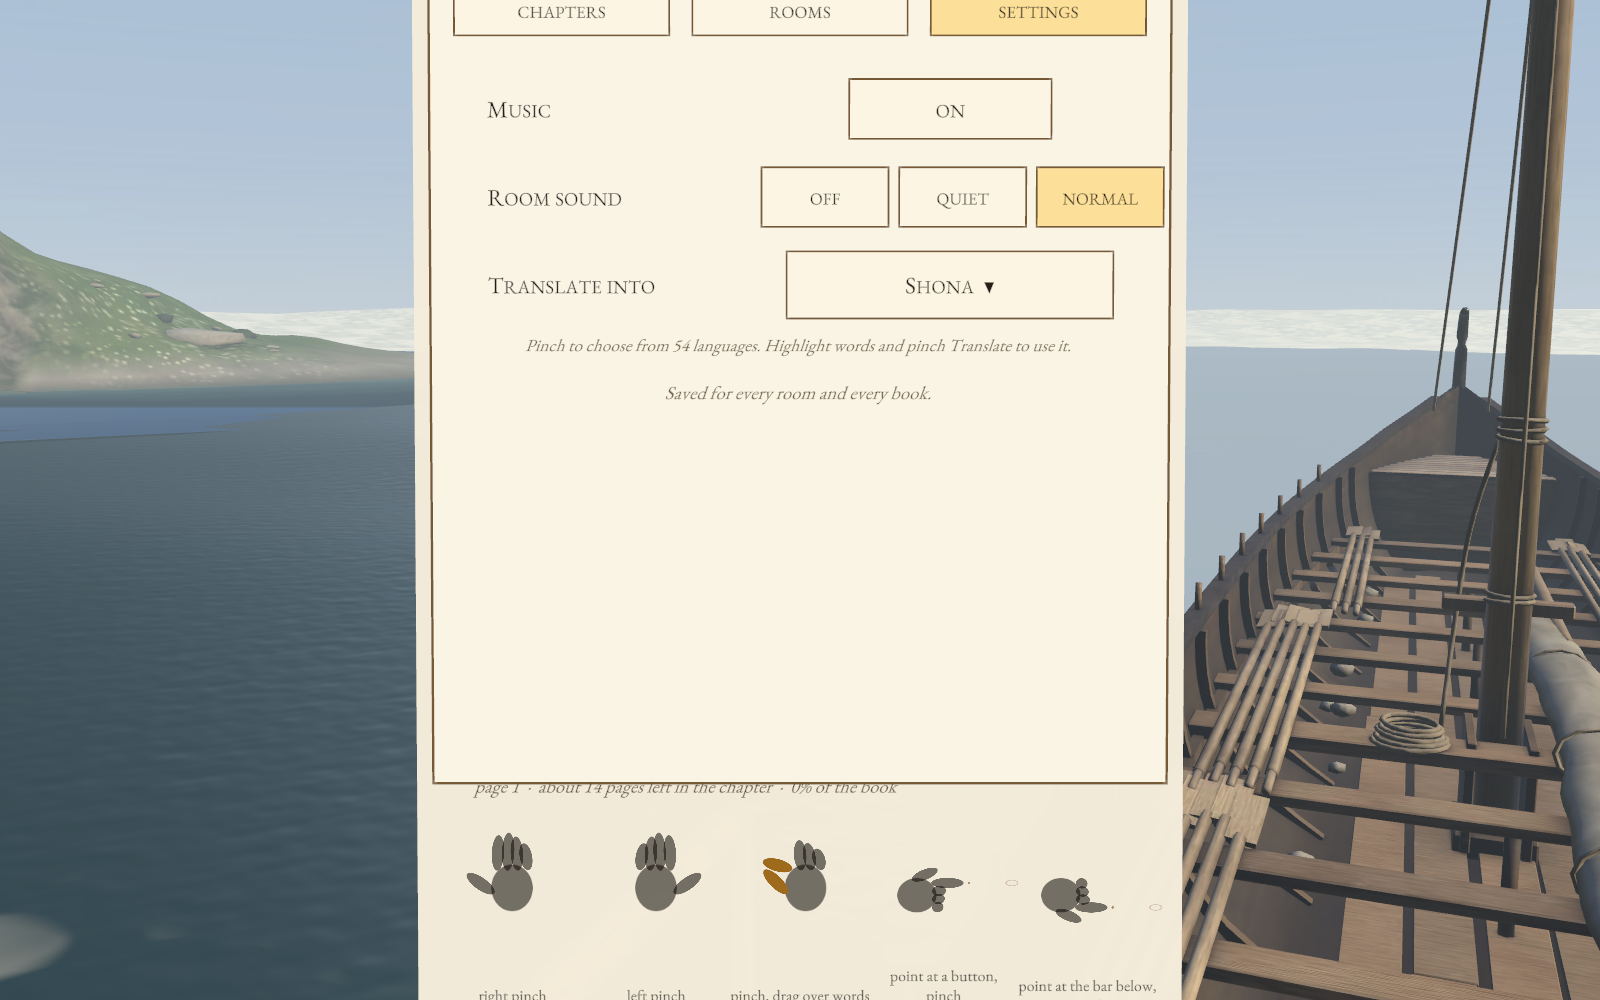 CHAPTERS ROOMS SETTINGS
MUSIC ON
ROOM SOUND OFF QUIET NORMAL
TRANSLATE INTO SHONA ▼
Pinch to choose from 54 languages. Highlight words and pinch Translate to use it.
Saved for every room and every book.
page 1 · about 14 pages left in the chapter · 0% of the book
right pinch left pinch pinch, drag over words point at a button, pinch point at the bar below,